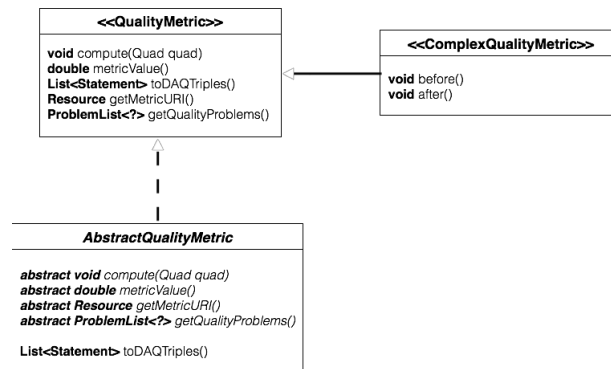 <<QualityMetric>>
void compute(Quad quad)
double metricValue()
List<Statement> toDAQTriples()
Resource getMetricURI()
ProblemList<?> getQualityProblems()
<<ComplexQualityMetric>>
void before()
void after()
AbstractQualityMetric
abstract void compute(Quad quad)
abstract double metricValue()
abstract Resource getMetricURI()
abstract ProblemList<?> getQualityProblems()
List<Statement> toDAQTriples()